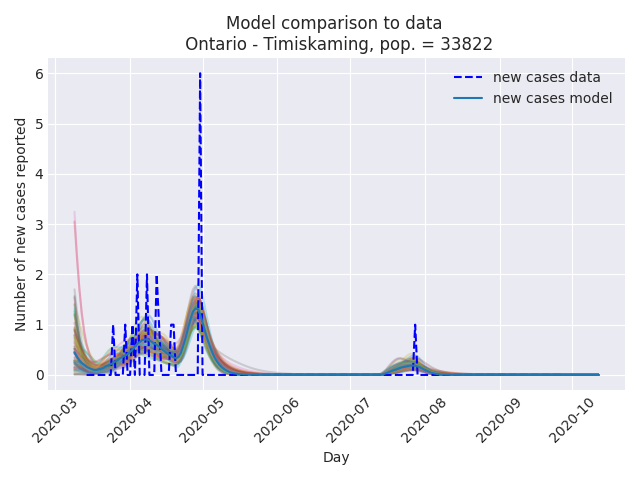 Model comparison to data
Ontario - Timiskaming, pop. = 33822
new cases data
new cases model
Number of new cases reported
6
5
4
3
2
1
0
2020-03
2020-04
2020-05
2020-06
2020-07
2020-08
2020-09
2020-10
Day